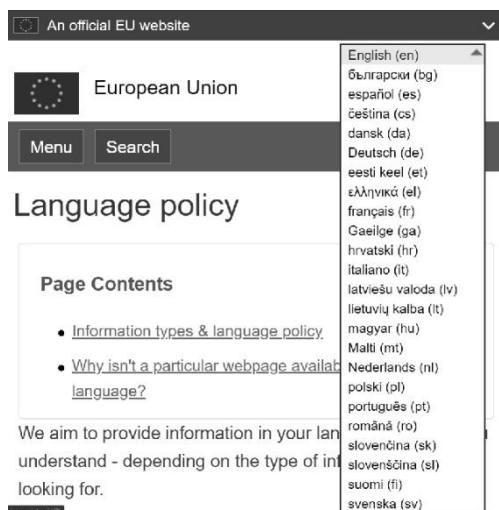 An official EU website
European Union
Menu Search
Language policy
Page Contents
Information types & language policy
Why isn't a particular webpage availab
language?
We aim to provide information in your lan
understand - depending on the type of inf
looking for.
English (en)
български (bg)
español (es)
čeština (cs)
dansk (da)
Deutsch (de)
eesti keel (et)
ελληνικά (el)
français (fr)
Gaeilge (ga)
hrvatski (hr)
italiano (it)
latviešu valoda (lv)
lietuvių kalba (lt)
magyar (hu)
Malti (mt)
Nederlands (nl)
polski (pl)
português (pt)
română (ro)
slovenčina (sk)
slovenščina (sl)
suomi (fi)
svenska (sv)